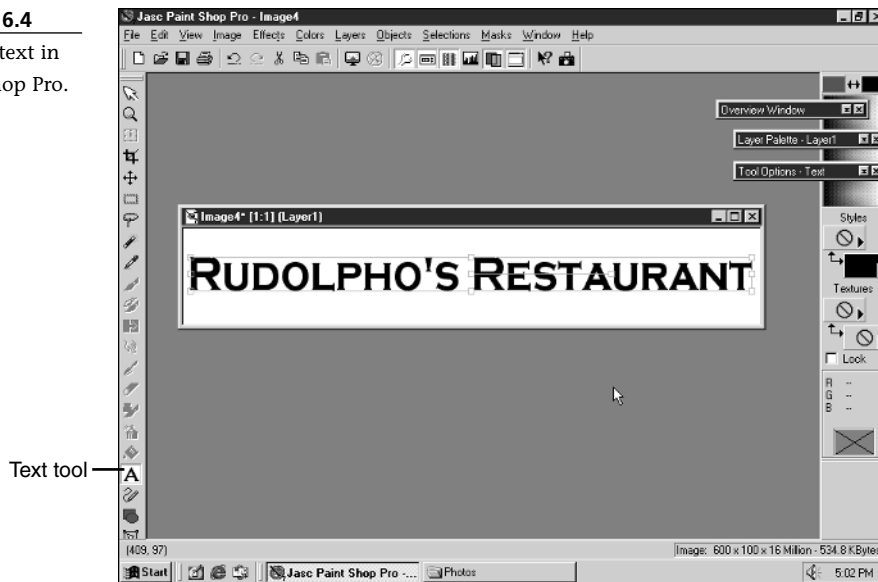 6.4
text in
hop Pro.
Jasc Paint Shop Pro - Image4
File Edit View Image Effects Colors Layers Objects Selections Masks Window Help
Overview Window
Layer Palette - Layer1
Tool Options - Text
Image4* [1:1] (Layer1)
RUDOLPHO'S RESTAURANT
Styles
Textures
Lock
R --
G --
B --
Text tool
A
(409, 97)
Image: 600 x 100 x 16 Million - 534.8 KBytes
Start
Jasc Paint Shop Pro -...
Photos
5:02 PM